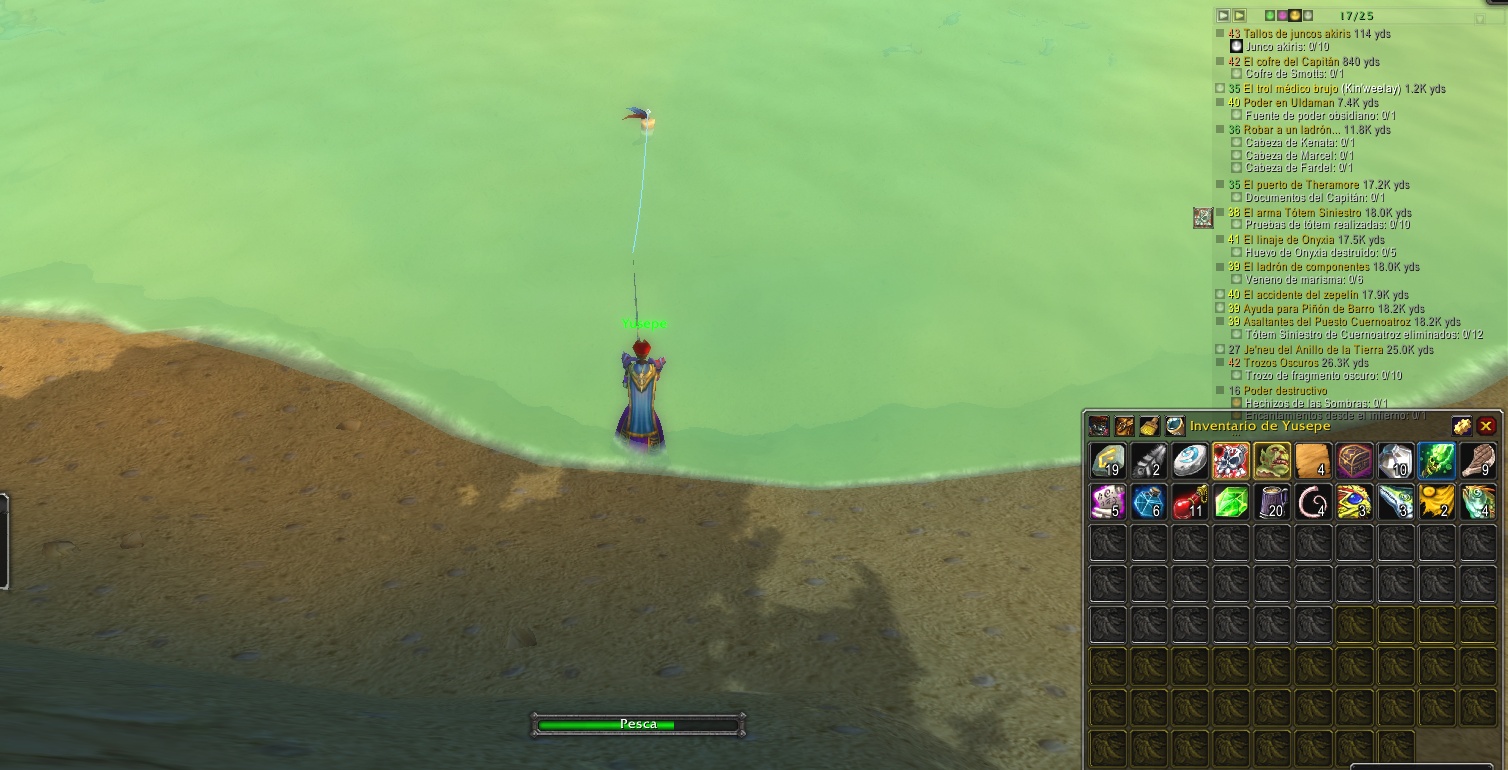 17/25
43 Tallos de juncos akiris 114 yds
Junco akiris: 0/10
42 El cofre del Capitán 840 yds
Cofre de Smotts: 0/1
35 El trol médico brujo (Kin'weelay) 1.2K yds
40 Poder en Uldaman 7.4K yds
Fuente de poder obsidiano: 0/1
36 Robar a un ladrón... 11.8K yds
Cabeza de Kenata: 0/1
Cabeza de Marcel: 0/1
Cabeza de Fardel: 0/1
35 El puerto de Theramore 17.2K yds
Documentos del Capitán: 0/1
38 El arma Tótem Siniestro 18.0K yds
Pruebas de tótem realizadas: 0/10
41 El linaje de Onyxia 17.5K yds
Huevo de Onyxia destruido: 0/5
39 El ladrón de componentes 18.0K yds
Veneno de marisma: 0/6
40 El accidente del zepelín 17.9K yds
39 Ayuda para Piñón de Barro 18.2K yds
39 Asaltantes del Puesto Cuernoatroz 18.2K yds
Tótem Siniestro de Cuernoatroz eliminados: 0/12
27 Je'neu del Anillo de la Tierra 25.0K yds
42 Trozos Oscuros 26.3K yds
Trozo de fragmento oscuro: 0/10
16 Poder destructivo
Hechizos de las Sombras: 0/1
Encantamientos desde el Infierno: 0/1
Yusepe
Inventario de Yusepe
19 2 4 10 9
5 6 11 20 4 3 3 2 4
Pesca